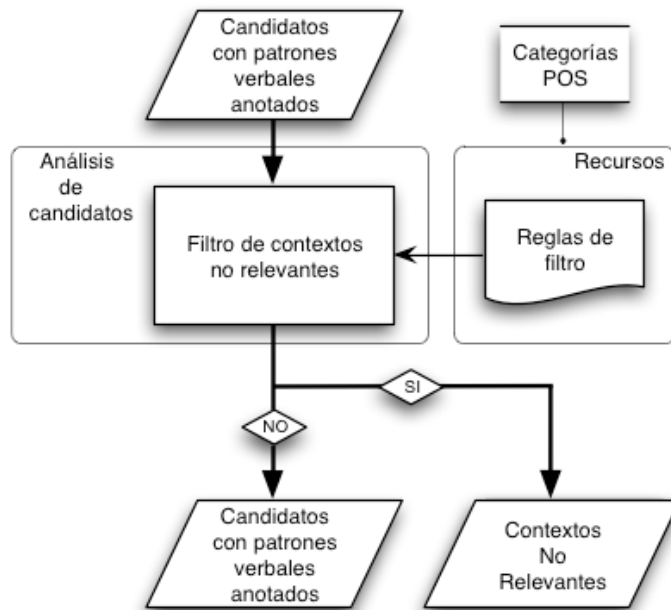 Candidatos
con patrones
verbales
anotados
Categorías
POS
Análisis
de
candidatos
Recursos
Filtro de contextos
no relevantes
Reglas de
filtro
SI
NO
Candidatos
con patrones
verbales
anotados
Contextos
No
Relevantes